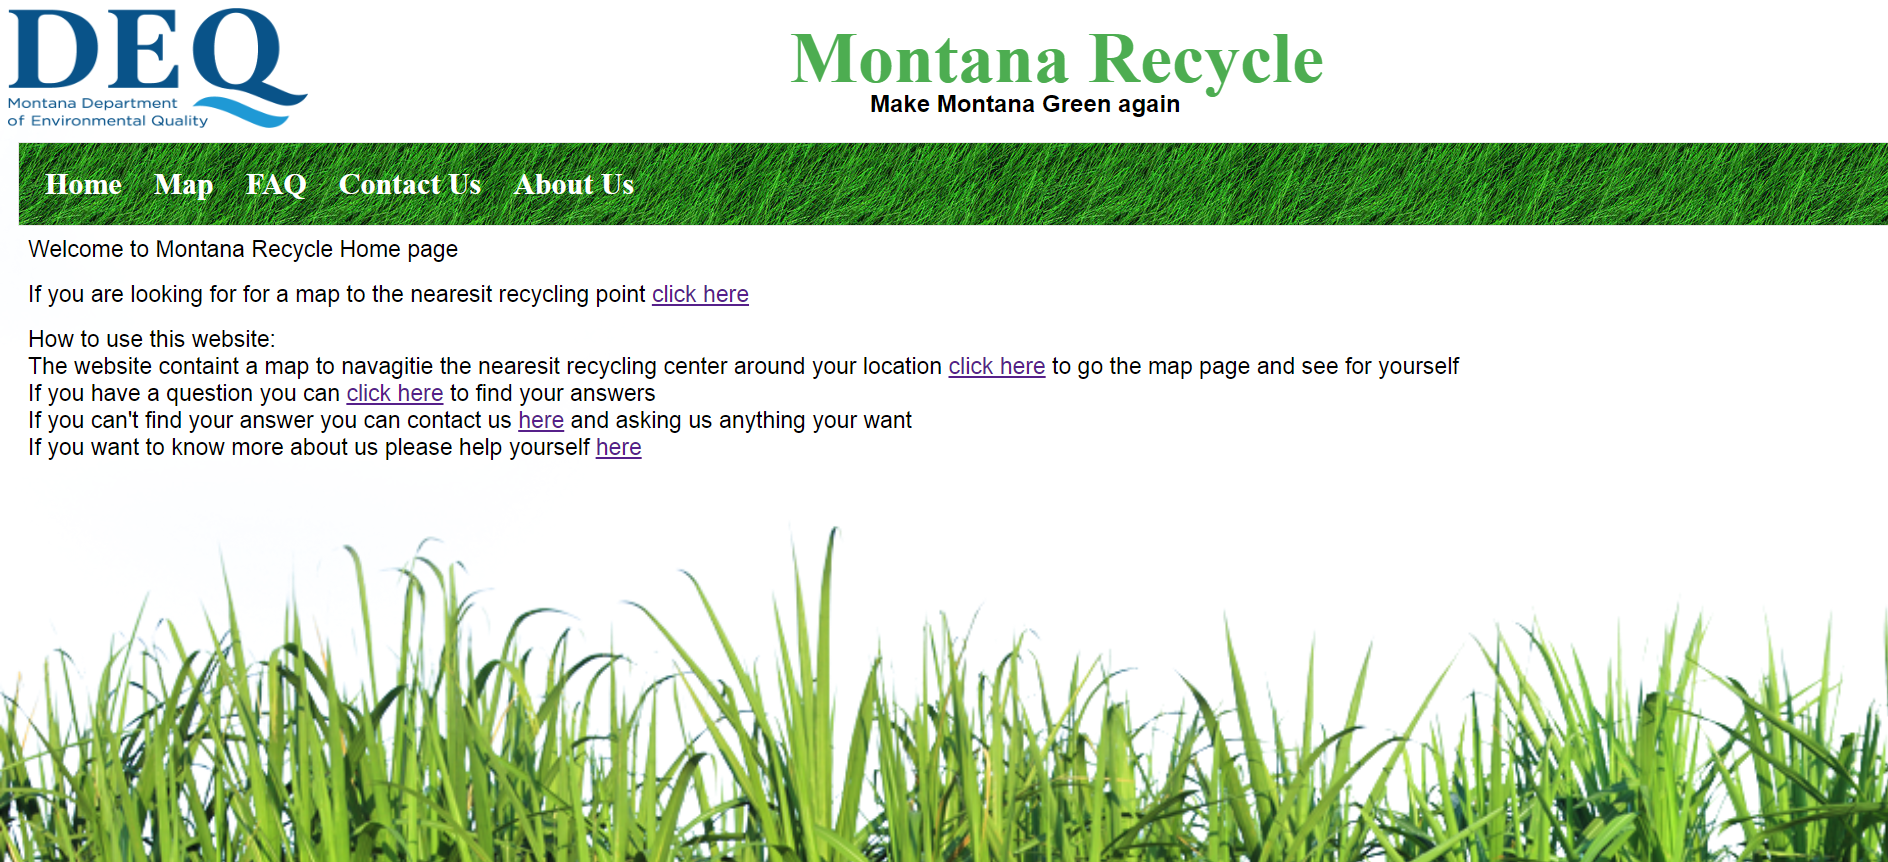 DEQ
Montana Department
of Environmental Quality
Montana Recycle
Make Montana Green again
Home Map FAQ Contact Us About Us
Welcome to Montana Recycle Home page
If you are looking for for a map to the nearesit recycling point click here
How to use this website:
The website containt a map to navagitie the nearesit recycling center around your location click here to go the map page and see for yourself
If you have a question you can click here to find your answers
If you can't find your answer you can contact us here and asking us anything your want
If you want to know more about us please help yourself here